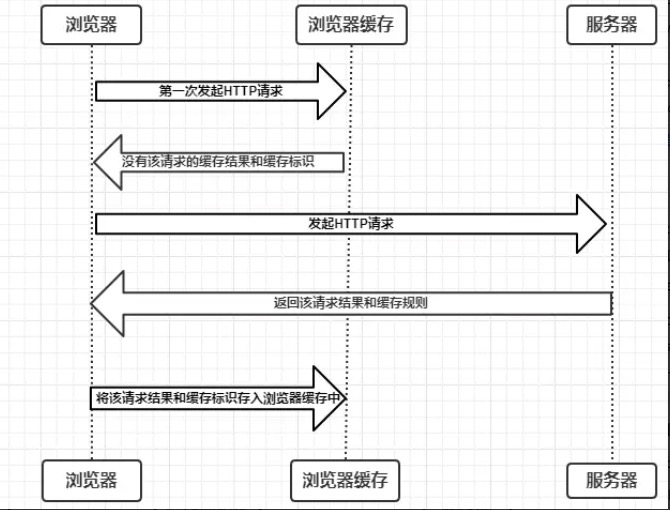 浏览器
浏览器缓存
服务器
第一次发起HTTP请求
没有该请求的缓存结果和缓存标识
发起HTTP请求
返回该请求结果和缓存规则
将该请求结果和缓存标识存入浏览器缓存中
浏览器
浏览器缓存
服务器